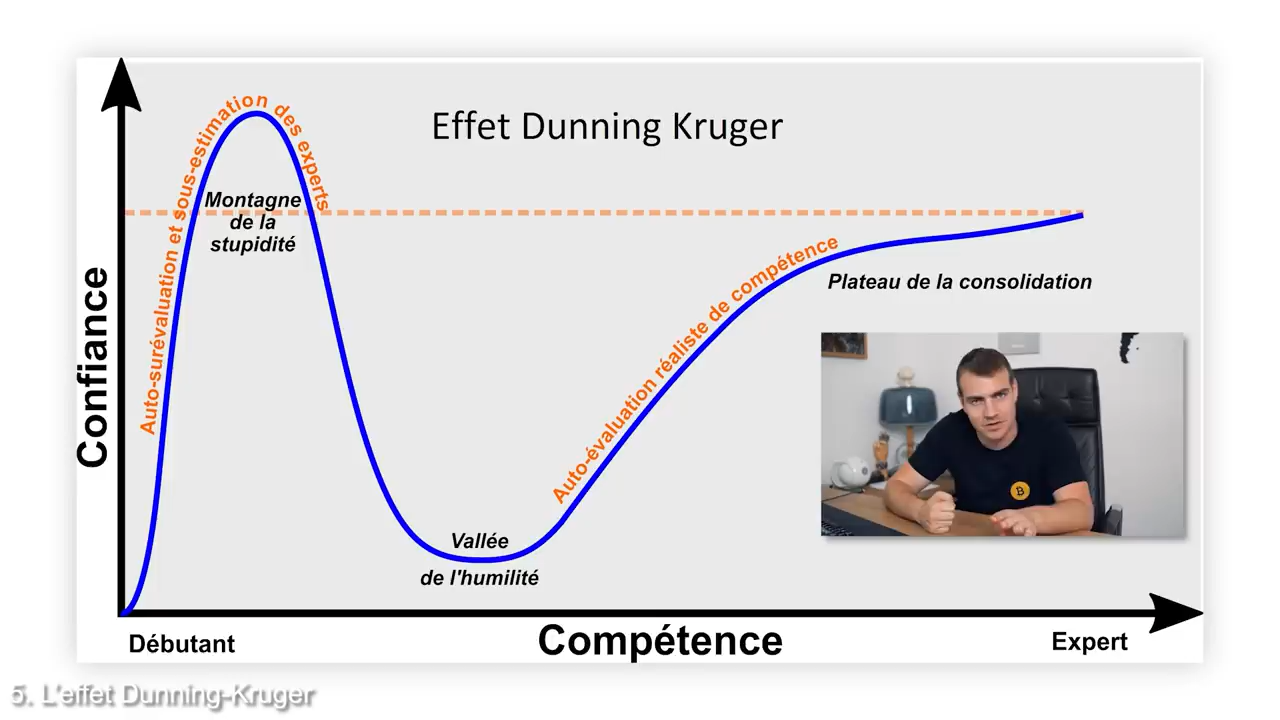 Effet Dunning Kruger
Auto-surévaluation et sous-estimation des experts
Montagne
de la
stupidité
Confiance
Auto-évaluation réaliste de compétence
Plateau de la consolidation
Vallée
de l'humilité
Débutant
Compétence
Expert
5. L'effet Dunning-Kruger